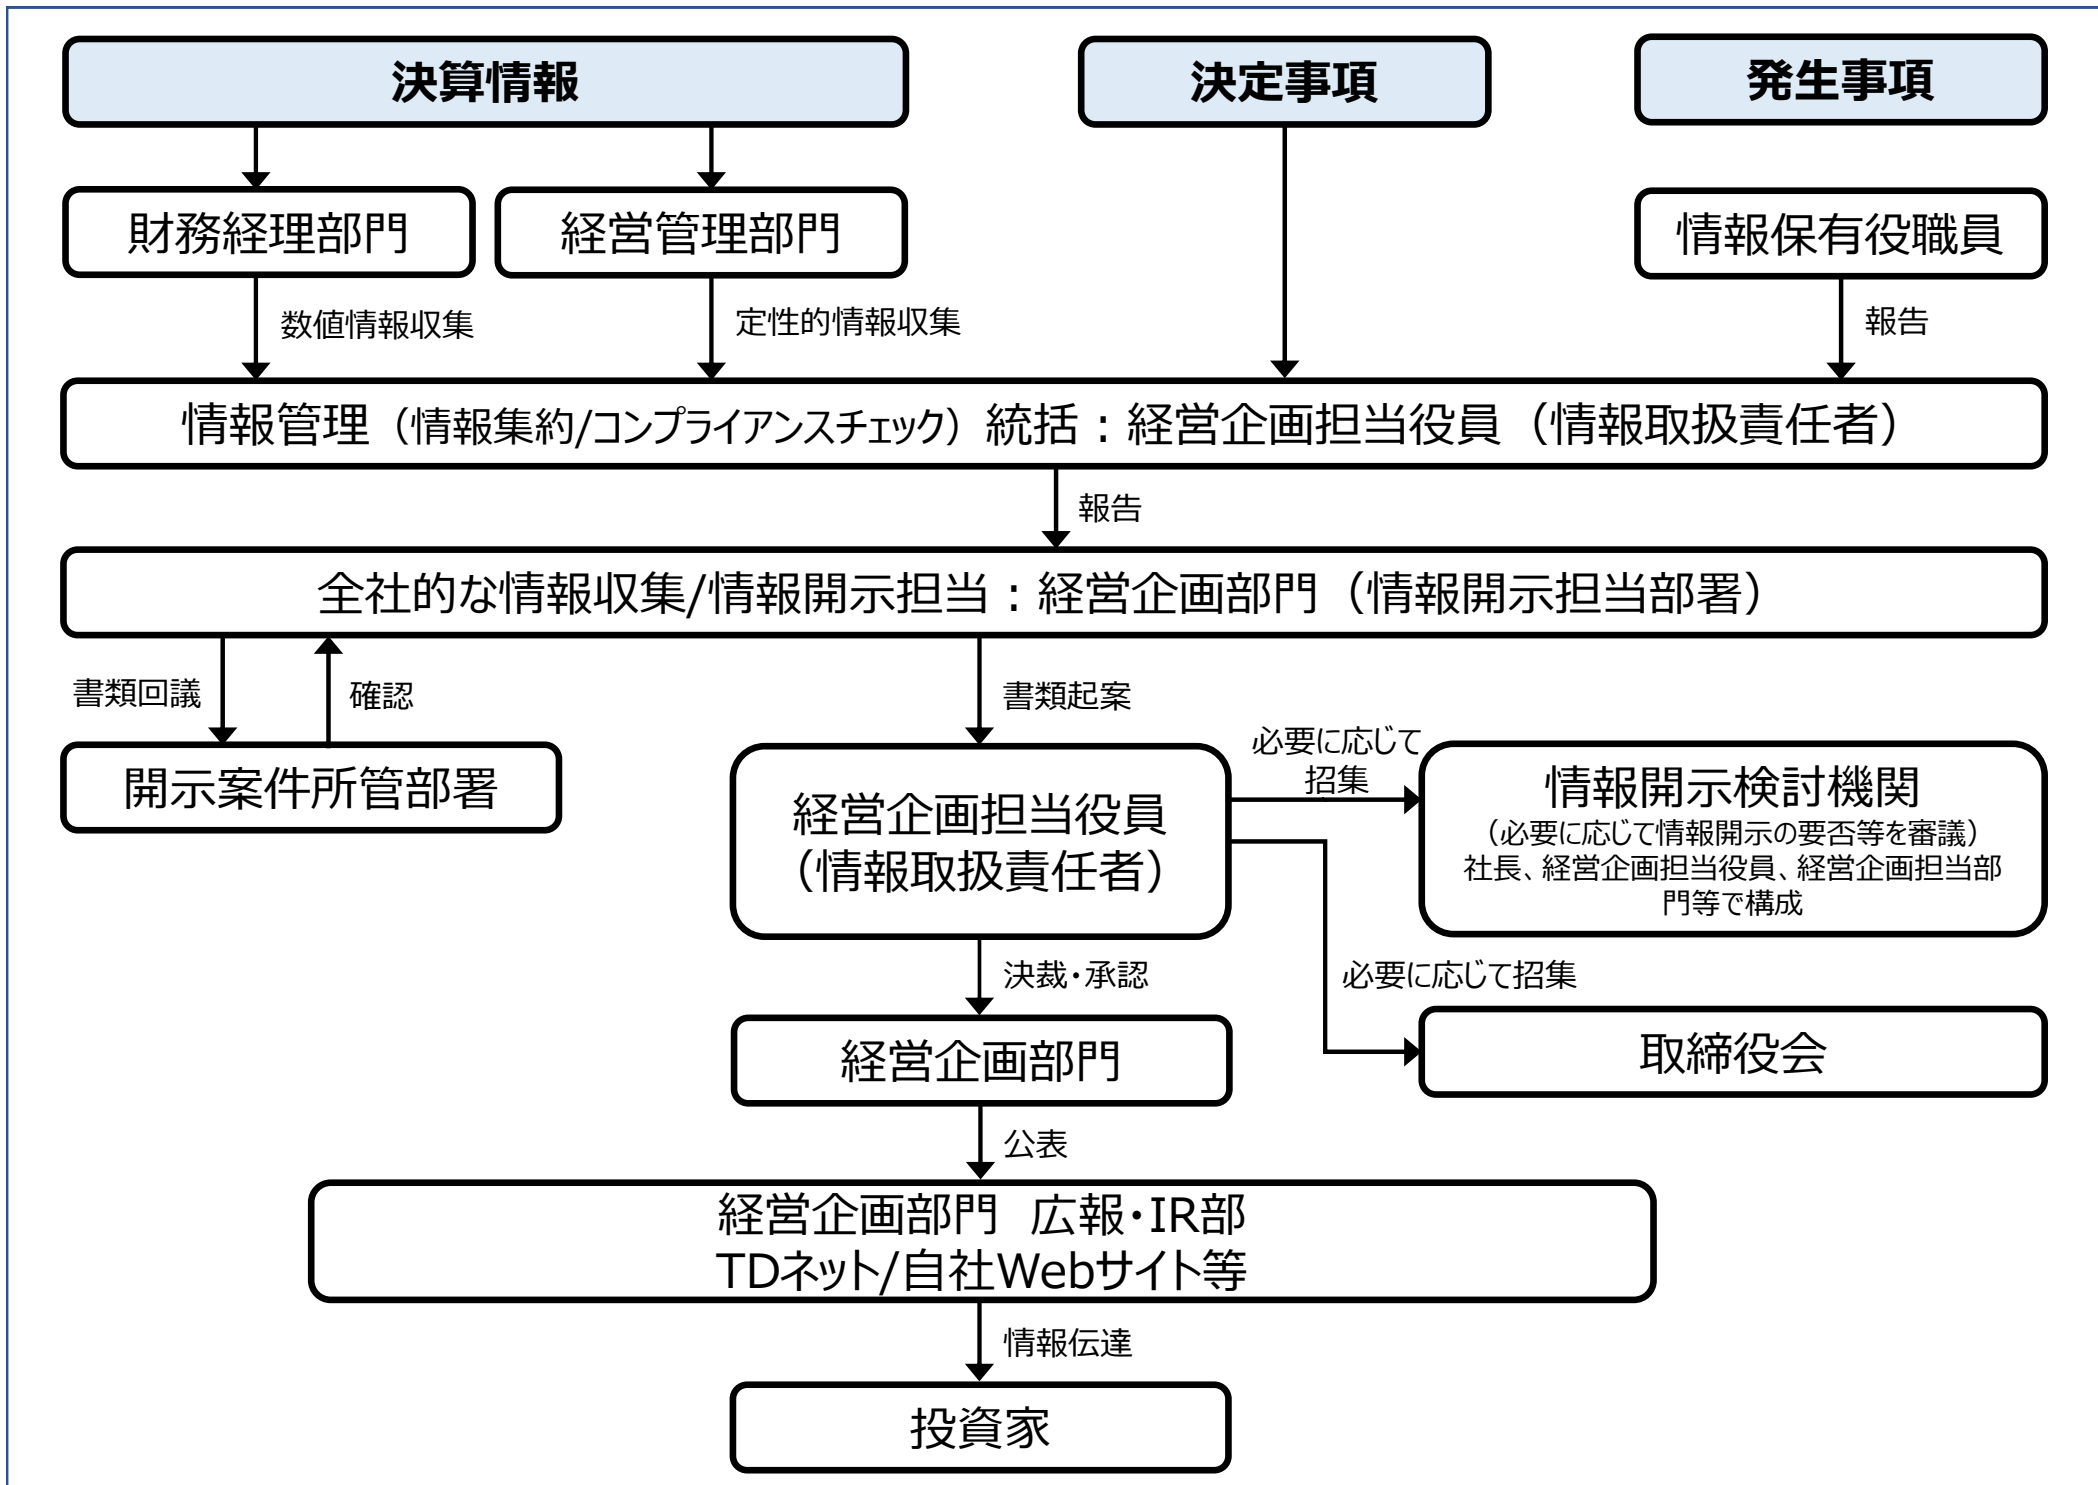 決算情報
決定事項
発生事項
財務経理部門
経営管理部門
情報保有役職員
数値情報収集
定性的情報収集
報告
情報管理（情報集約/コンプライアンスチェック）統括：経営企画担当役員（情報取扱責任者）
報告
全社的な情報収集/情報開示担当：経営企画部門（情報開示担当部署）
書類回議
確認
書類起案
開示案件所管部署
経営企画担当役員
（情報取扱責任者）
必要に応じて
招集
情報開示検討機関
（必要に応じて情報開示の要否等を審議）
社長、経営企画担当役員、経営企画担当部
門等で構成
決裁・承認
必要に応じて招集
経営企画部門
取締役会
公表
経営企画部門　広報・IR部
TDネット/自社Webサイト等
情報伝達
投資家